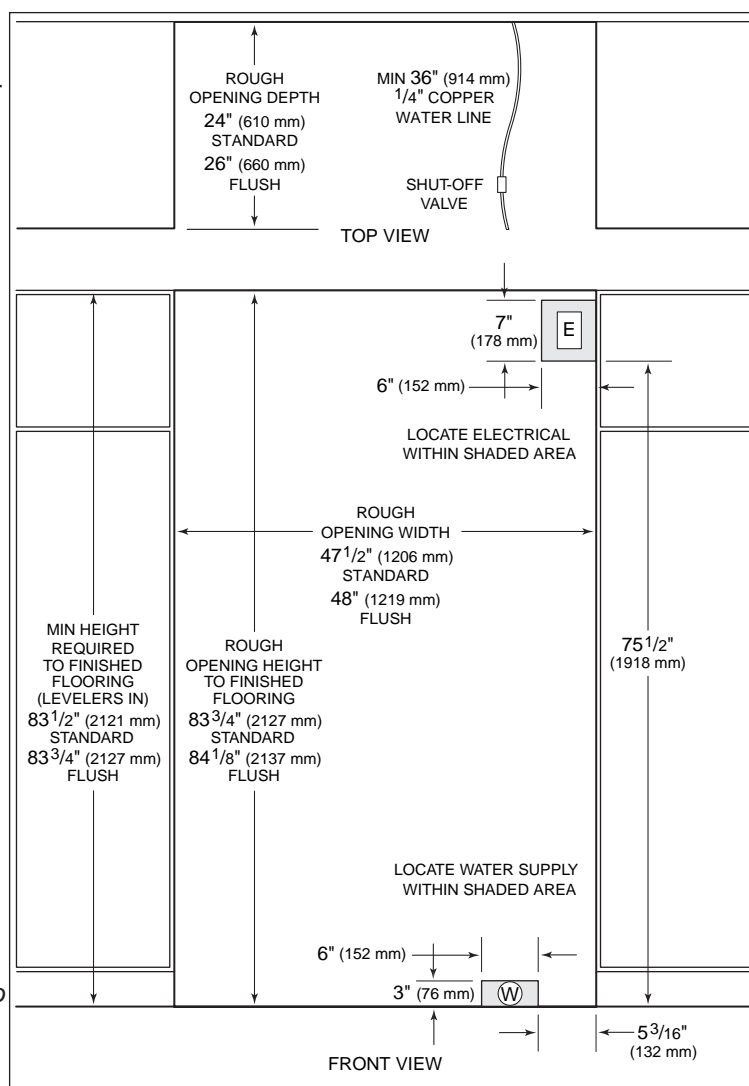 ROUGH
OPENING DEPTH
24" (610 mm)
STANDARD
26" (660 mm)
FLUSH
MIN 36" (914 mm)
1/4" COPPER
WATER LINE
SHUT-OFF
VALVE
TOP VIEW
7"
(178 mm)
E
6" (152 mm)
LOCATE ELECTRICAL
WITHIN SHADED AREA
ROUGH
OPENING WIDTH
47 1/2" (1206 mm)
STANDARD
48" (1219 mm)
FLUSH
MIN HEIGHT
REQUIRED
TO FINISHED
FLOORING
(LEVELERS IN)
83 1/2" (2121 mm)
STANDARD
83 3/4" (2127 mm)
FLUSH
ROUGH
OPENING HEIGHT
TO FINISHED
FLOORING
83 3/4" (2127 mm)
STANDARD
84 1/8" (2137 mm)
FLUSH
75 1/2"
(1918 mm)
LOCATE WATER SUPPLY
WITHIN SHADED AREA
6" (152 mm)
3" (76 mm)
W
5 3/16"
(132 mm)
FRONT VIEW